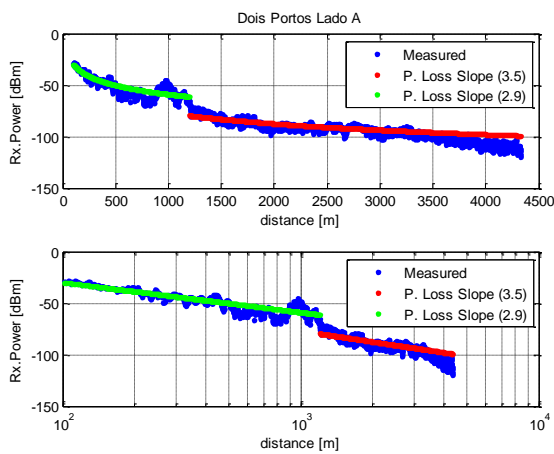 Dois Portos Lado A
Rx.Power [dBm]
0
-50
-100
-150
Measured
P. Loss Slope (3.5)
P. Loss Slope (2.9)
0 500 1000 1500 2000 2500 3000 3500 4000 4500
distance [m]
Rx.Power [dBm]
0
-50
-100
-150
Measured
P. Loss Slope (3.5)
P. Loss Slope (2.9)
10^2 10^3 10^4
distance [m]